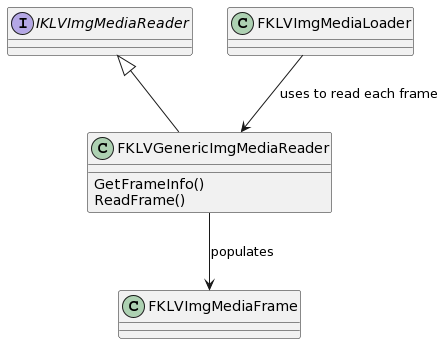 I IKLVImgMediaReader
C FKLVImgMediaLoader
uses to read each frame
C FKLVGenericImgMediaReader
GetFrameInfo()
ReadFrame()
populates
C FKLVImgMediaFrame